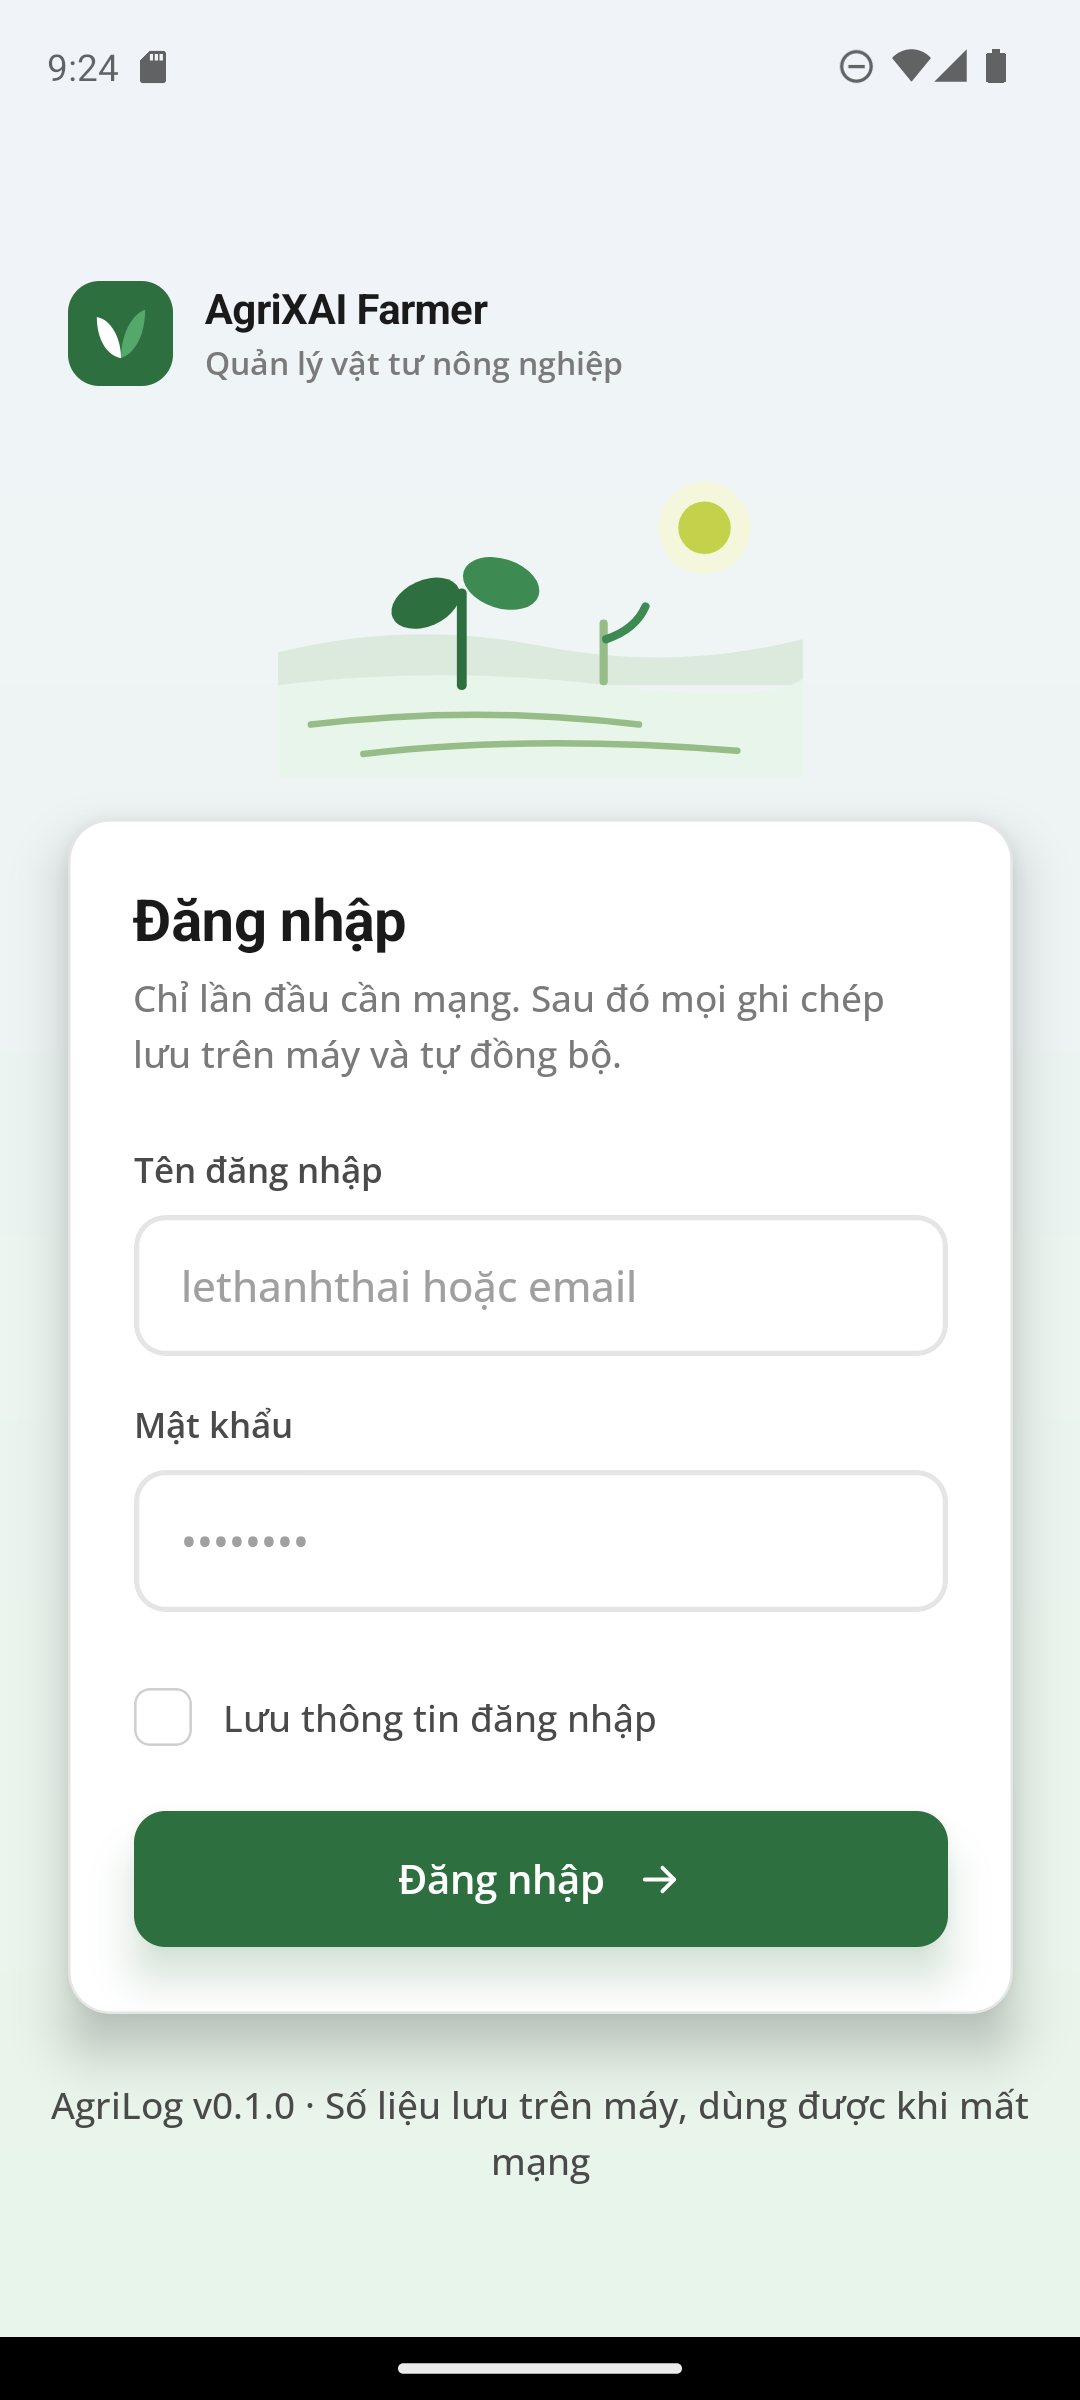 9:24
AgriXAI Farmer
Quản lý vật tư nông nghiệp
Đăng nhập
Chỉ lần đầu cần mạng. Sau đó mọi ghi chép
lưu trên máy và tự đồng bộ.
Tên đăng nhập
lethanhthai hoặc email
Mật khẩu
••••••••
Lưu thông tin đăng nhập
Đăng nhập →
AgriLog v0.1.0 · Số liệu lưu trên máy, dùng được khi mất
mạng